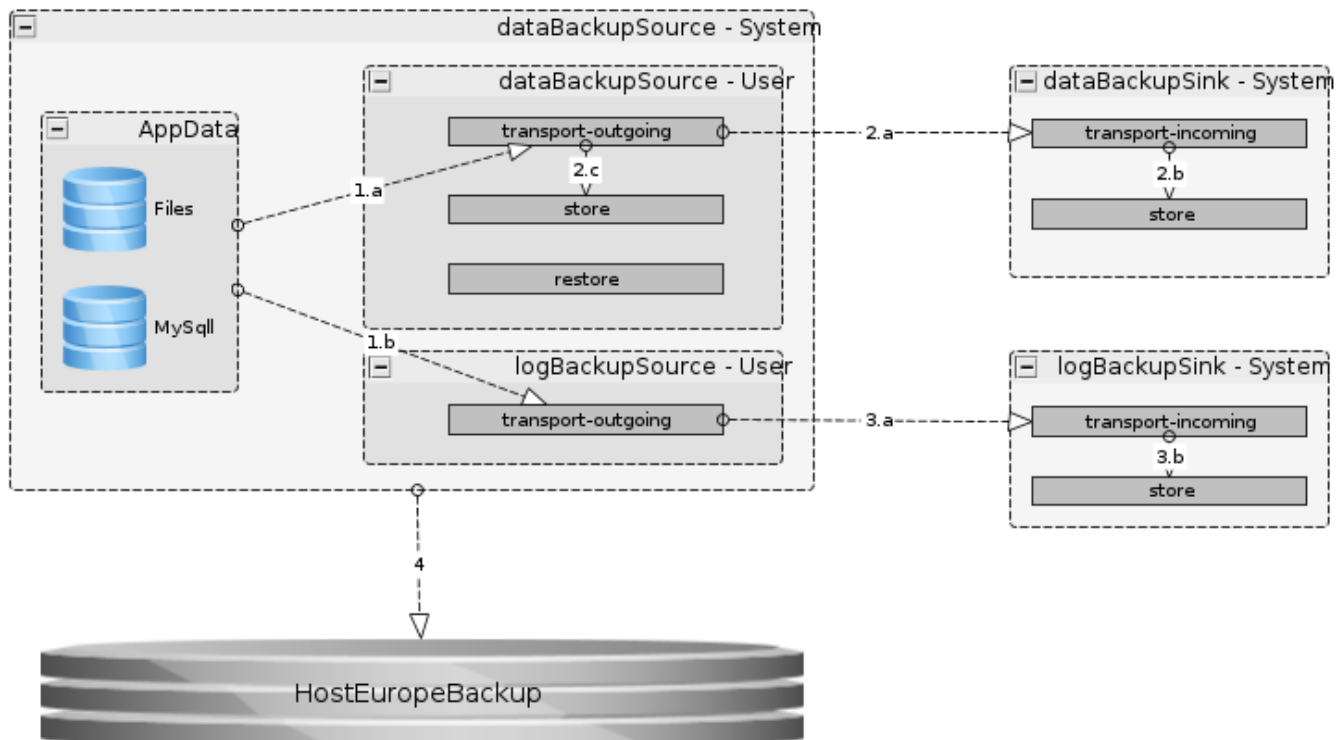 dataBackupSource - System
dataBackupSource - User
dataBackupSink - System
AppData
transport-outgoing
2.a
transport-incoming
1.a
2.c
2.b
Files
store
store
restore
MySqll
1.b
logBackupSource - User
logBackupSink - System
transport-outgoing
3.a
transport-incoming
3.b
store
4
HostEuropeBackup